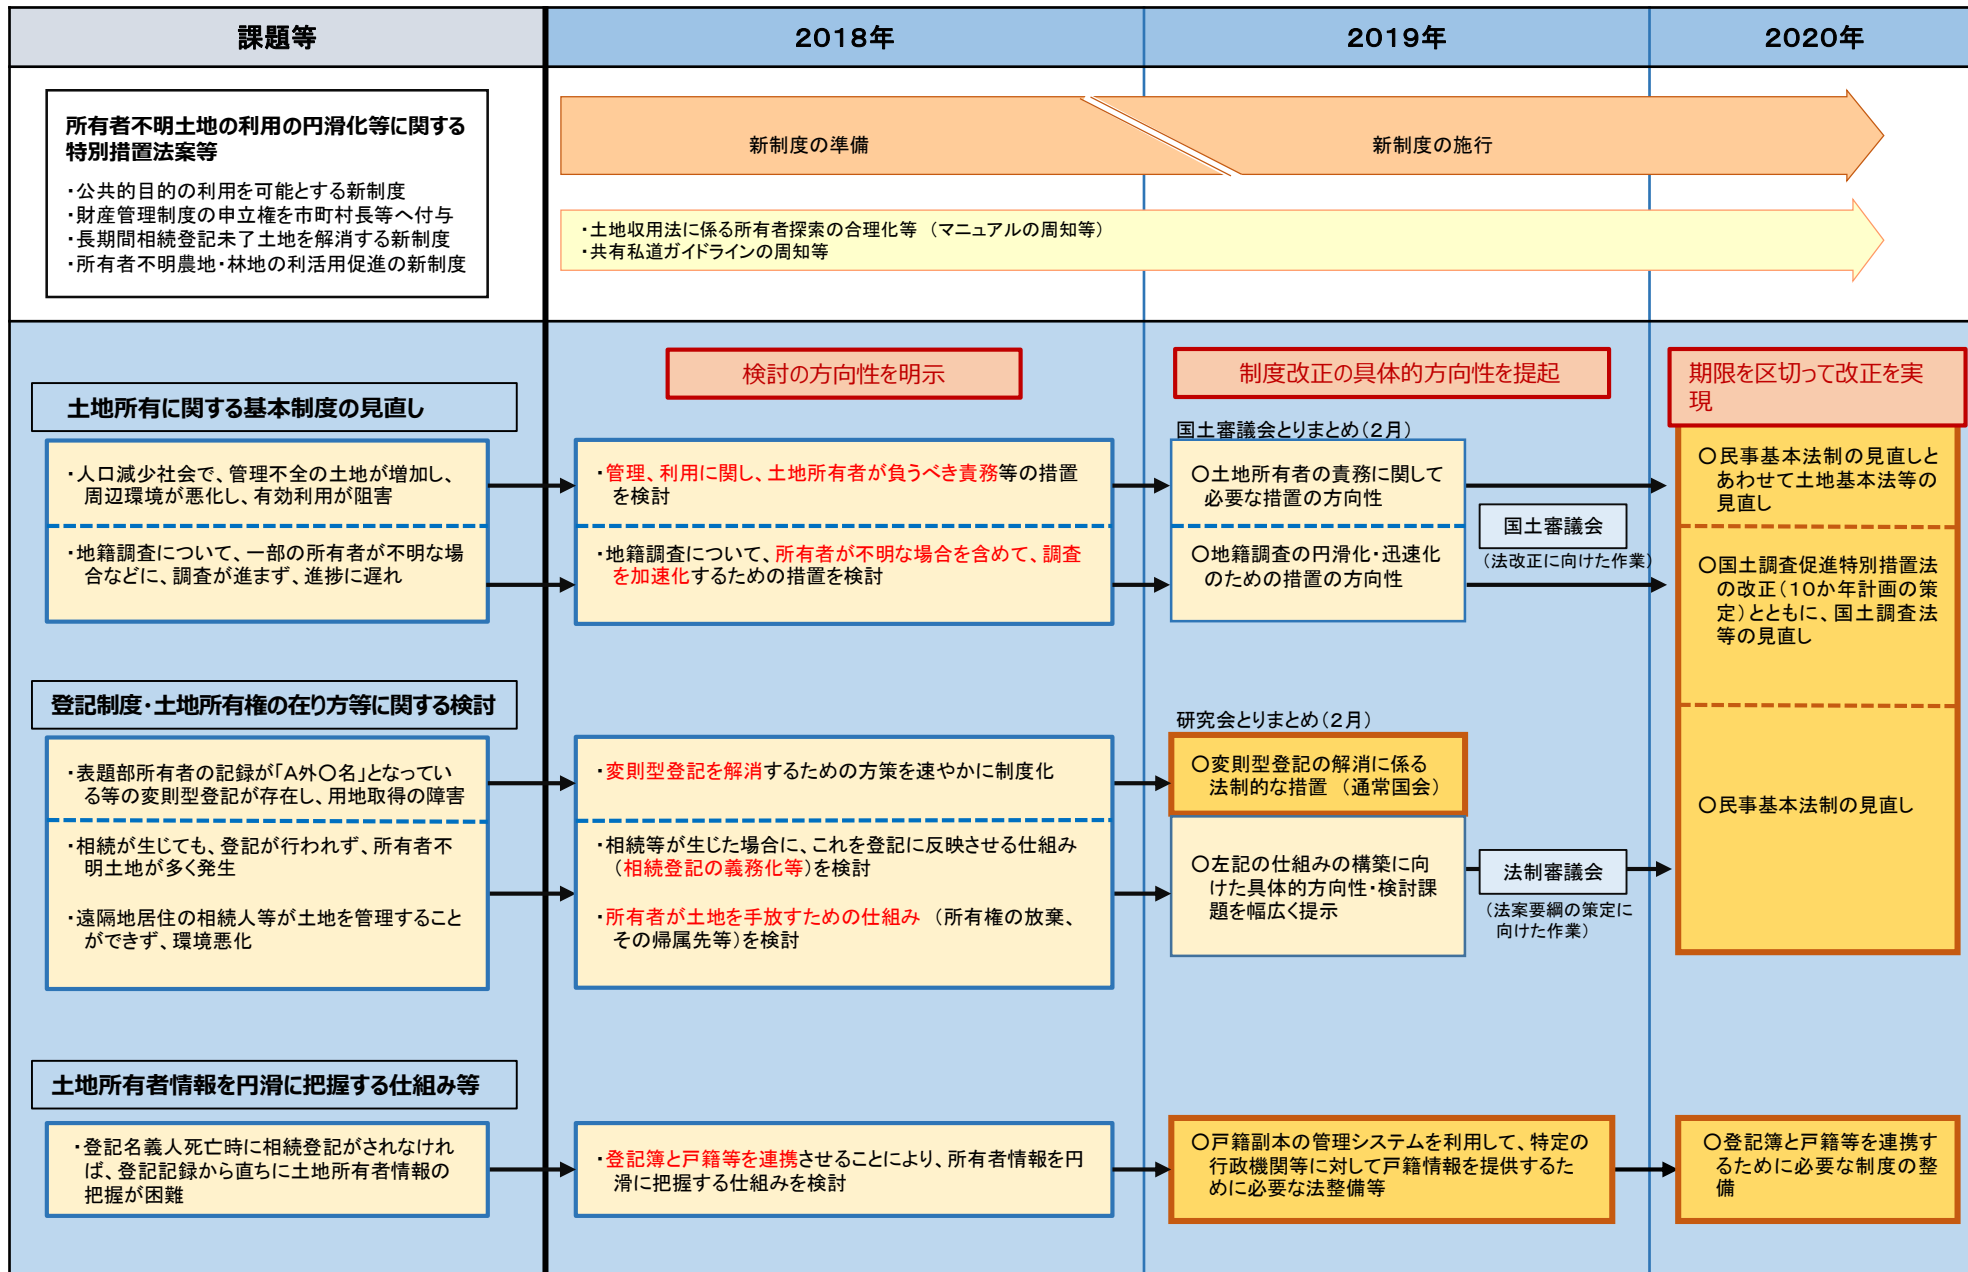 課題等
2018年
2019年
2020年
所有者不明土地の利用の円滑化等に関する
特別措置法案等
・公共的目的の利用を可能とする新制度
・財産管理制度の申立権を市町村長等へ付与
・長期間相続登記未了土地を解消する新制度
・所有者不明農地・林地の利活用促進の新制度
新制度の準備
新制度の施行
・土地収用法に係る所有者探索の合理化等 （マニュアルの周知等）
・共有私道ガイドラインの周知等
検討の方向性を明示
制度改正の具体的方向性を提起
期限を区切って改正を実
現
土地所有に関する基本制度の見直し
・人口減少社会で、管理不全の土地が増加し、
周辺環境が悪化し、有効利用が阻害
・地籍調査について、一部の所有者が不明な場
合などに、調査が進まず、進捗に遅れ
・管理、利用に関し、土地所有者が負うべき責務等の措置
を検討
・地籍調査について、所有者が不明な場合を含めて、調査
を加速化するための措置を検討
国土審議会とりまとめ（２月）
○土地所有者の責務に関して
必要な措置の方向性
○地籍調査の円滑化・迅速化
のための措置の方向性
国土審議会
（法改正に向けた作業）
○民事基本法制の見直しと
あわせて土地基本法等の
見直し
○国土調査促進特別措置法
の改正（10か年計画の策
定）とともに、国土調査法
等の見直し
登記制度・土地所有権の在り方等に関する検討
・表題部所有者の記録が「A外〇名」となってい
る等の変則型登記が存在し、用地取得の障害
・相続が生じても、登記が行われず、所有者不
明土地が多く発生
・遠隔地居住の相続人等が土地を管理すること
ができず、環境悪化
・変則型登記を解消するための方策を速やかに制度化
・相続等が生じた場合に、これを登記に反映させる仕組み
（相続登記の義務化等）を検討
・所有者が土地を手放すための仕組み （所有権の放棄、
その帰属先等）を検討
研究会とりまとめ（２月）
○変則型登記の解消に係る
法制的な措置 （通常国会）
○左記の仕組みの構築に向
けた具体的方向性・検討課
題を幅広く提示
法制審議会
（法案要綱の策定に
向けた作業）
○民事基本法制の見直し
土地所有者情報を円滑に把握する仕組み等
・登記名義人死亡時に相続登記がされなけれ
ば、登記記録から直ちに土地所有者情報の
把握が困難
・登記簿と戸籍等を連携させることにより、所有者情報を円
滑に把握する仕組みを検討
○戸籍副本の管理システムを利用して、特定の
行政機関等に対して戸籍情報を提供するた
めに必要な法整備等
○登記簿と戸籍等を連携す
るために必要な制度の整
備